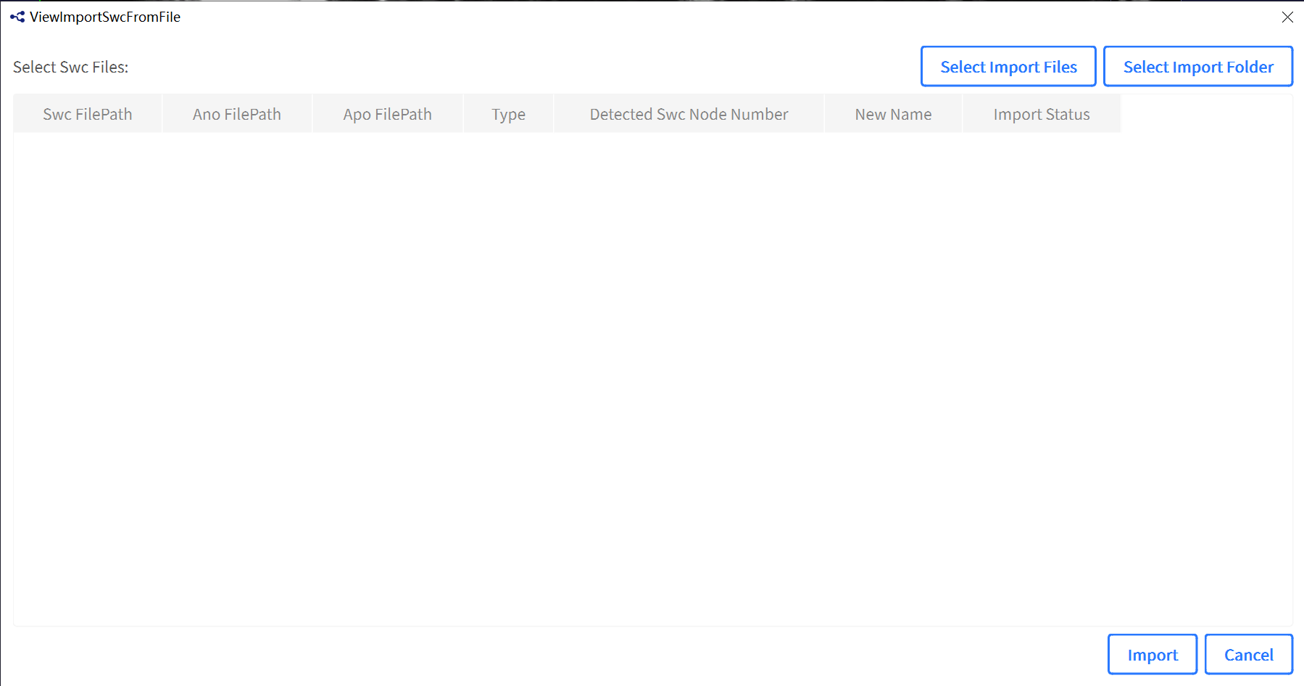 ViewImportSwcFromFile
Select Swc Files: Select Import Files Select Import Folder
Swc FilePath Ano FilePath Apo FilePath Type Detected Swc Node Number New Name Import Status
Import Cancel